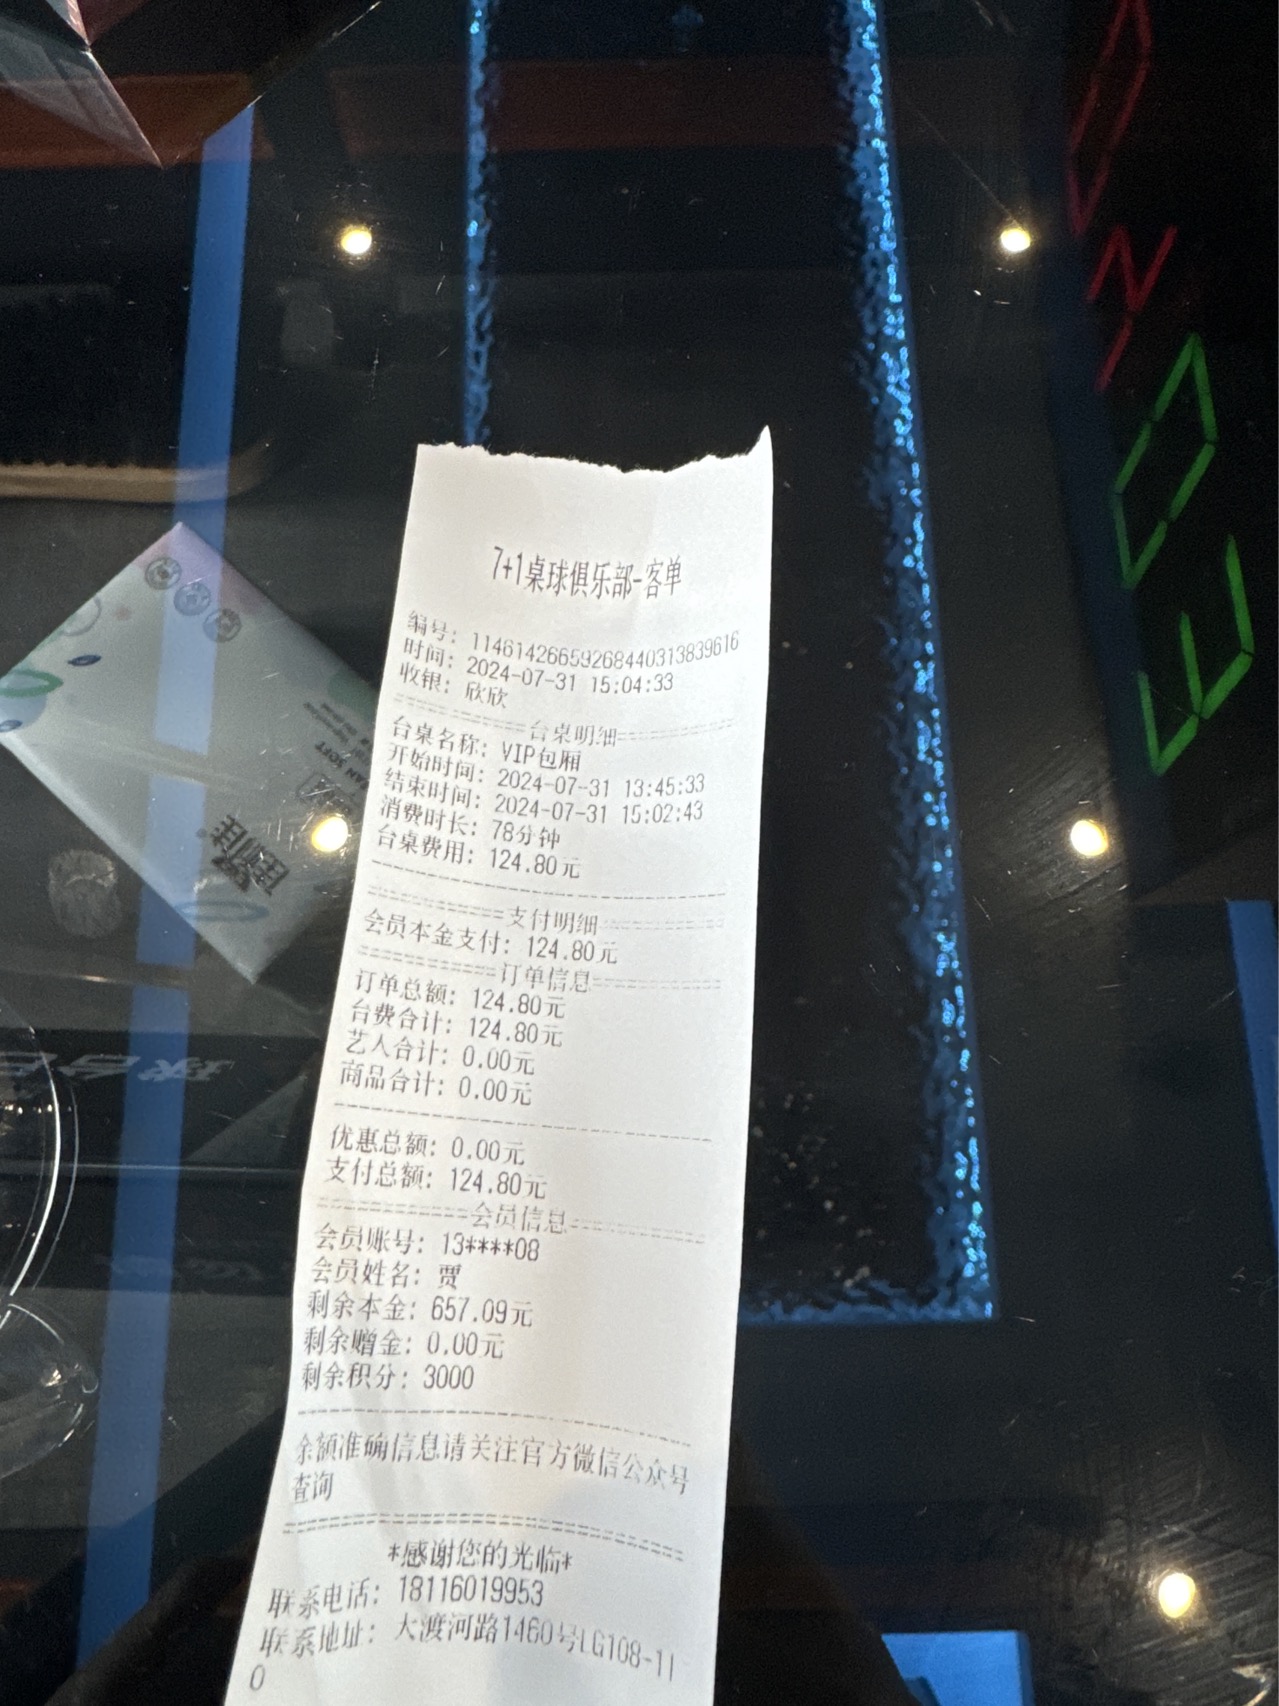 7+1桌球俱乐部-客单
编号: 1146142665926844031383961​6
时间: 2024-07-31 15:04:33
收银: 欣欣
台桌明细
台桌名称: VIP包厢
开始时间: 2024-07-31 13:45:33
结束时间: 2024-07-31 15:02:43
消费时长: 78分钟
台桌费用: 124.80元
支付明细
会员本金支付: 124.80元
订单信息
订单总额: 124.80元
台费合计: 124.80元
艺人合计: 0.00元
商品合计: 0.00元
优惠总额: 0.00元
支付总额: 124.80元
会员信息
会员账号: 13****08
会员姓名: 贾
剩余本金: 657.09元
剩余赠金: 0.00元
剩余积分: 3000
余额准确信息请关注官方微信公众号
查询
*感谢您的光临*
联系电话: 18116019953
联系地址: 大渡河路1460号LG108-11
0